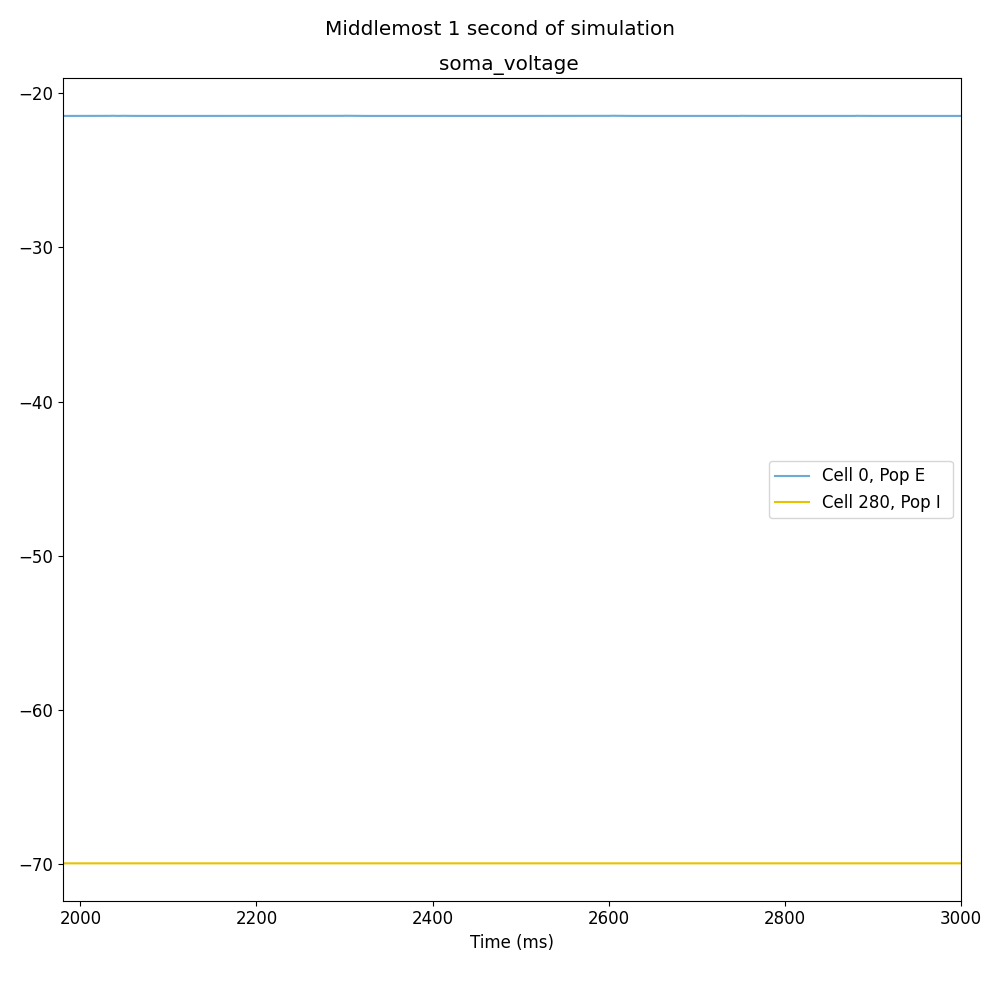 Middlemost 1 second of simulation
soma_voltage
−20
−30
−40
−50
−60
−70
Cell 0, Pop E
Cell 280, Pop I
2000 2200 2400 2600 2800 3000
Time (ms)